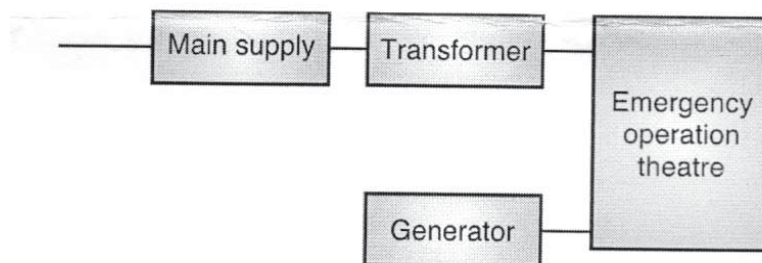 Main supply
Transformer
Emergency
operation
theatre
Generator